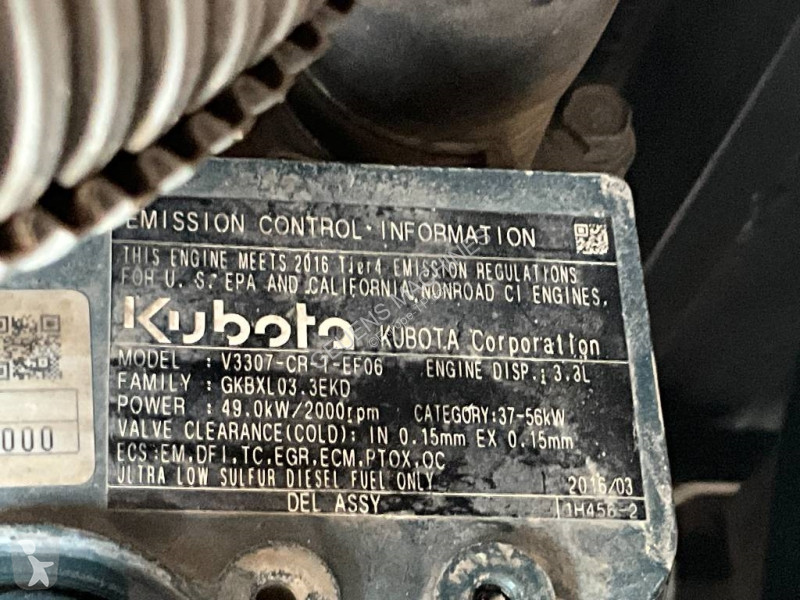 EMISSION CONTROL INFORMATION
THIS ENGINE MEETS 2016 Tier4 EMISSION REGULATIONS
FOR U. S. EPA AND CALIFORNIA NONROAD CI ENGINES.
Kubota KUBOTA Corporation
MODEL : V3307-CR-T-EF06 ENGINE DISP.: 3.3L
FAMILY : GKBXL03.3EKD
POWER : 49.0kW/2000rpm CATEGORY:37-56kW
VALVE CLEARANCE(COLD): IN 0.15mm EX 0.15mm
ECS :EM,DFI,TC,EGR,ECM,PTOX,OC
ULTRA LOW SULFUR DIESEL FUEL ONLY 2016/03
DEL ASSY 1H456-2
000